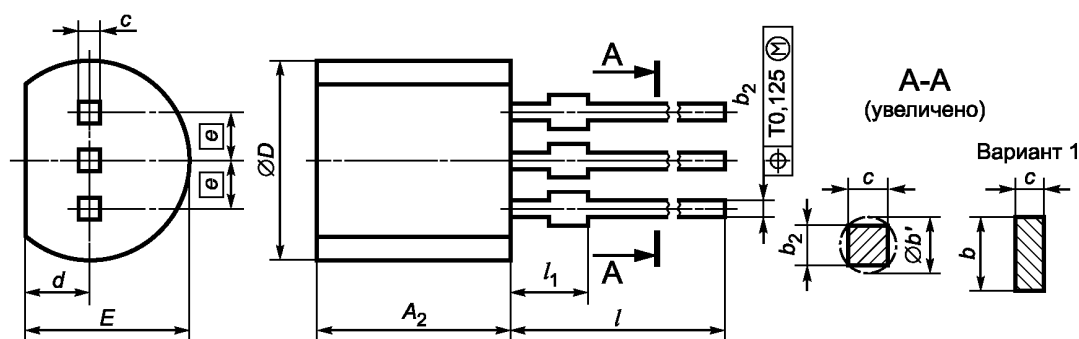 c
e
e
d
E
ØD
A₂
l₁
l
A
A
b₂
⌖ T0,125 Ⓜ
А-А
(увеличено)
c
b₂
Øb'
Вариант 1
c
b